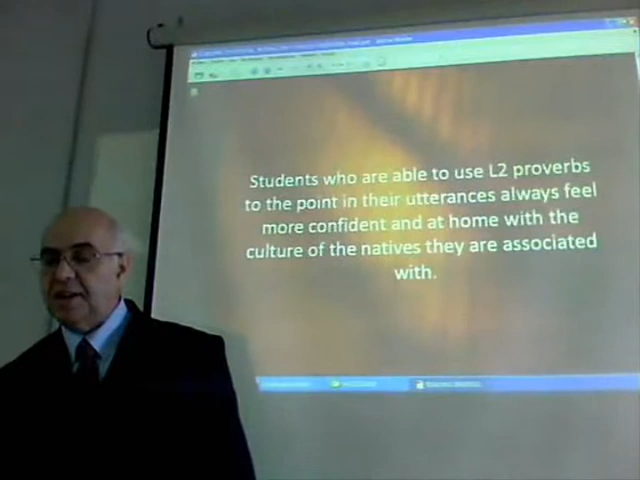 Students who are able to use L2 proverbs
to the point in their utterances always feel
more confident and at home with the
culture of the natives they are associated
with.